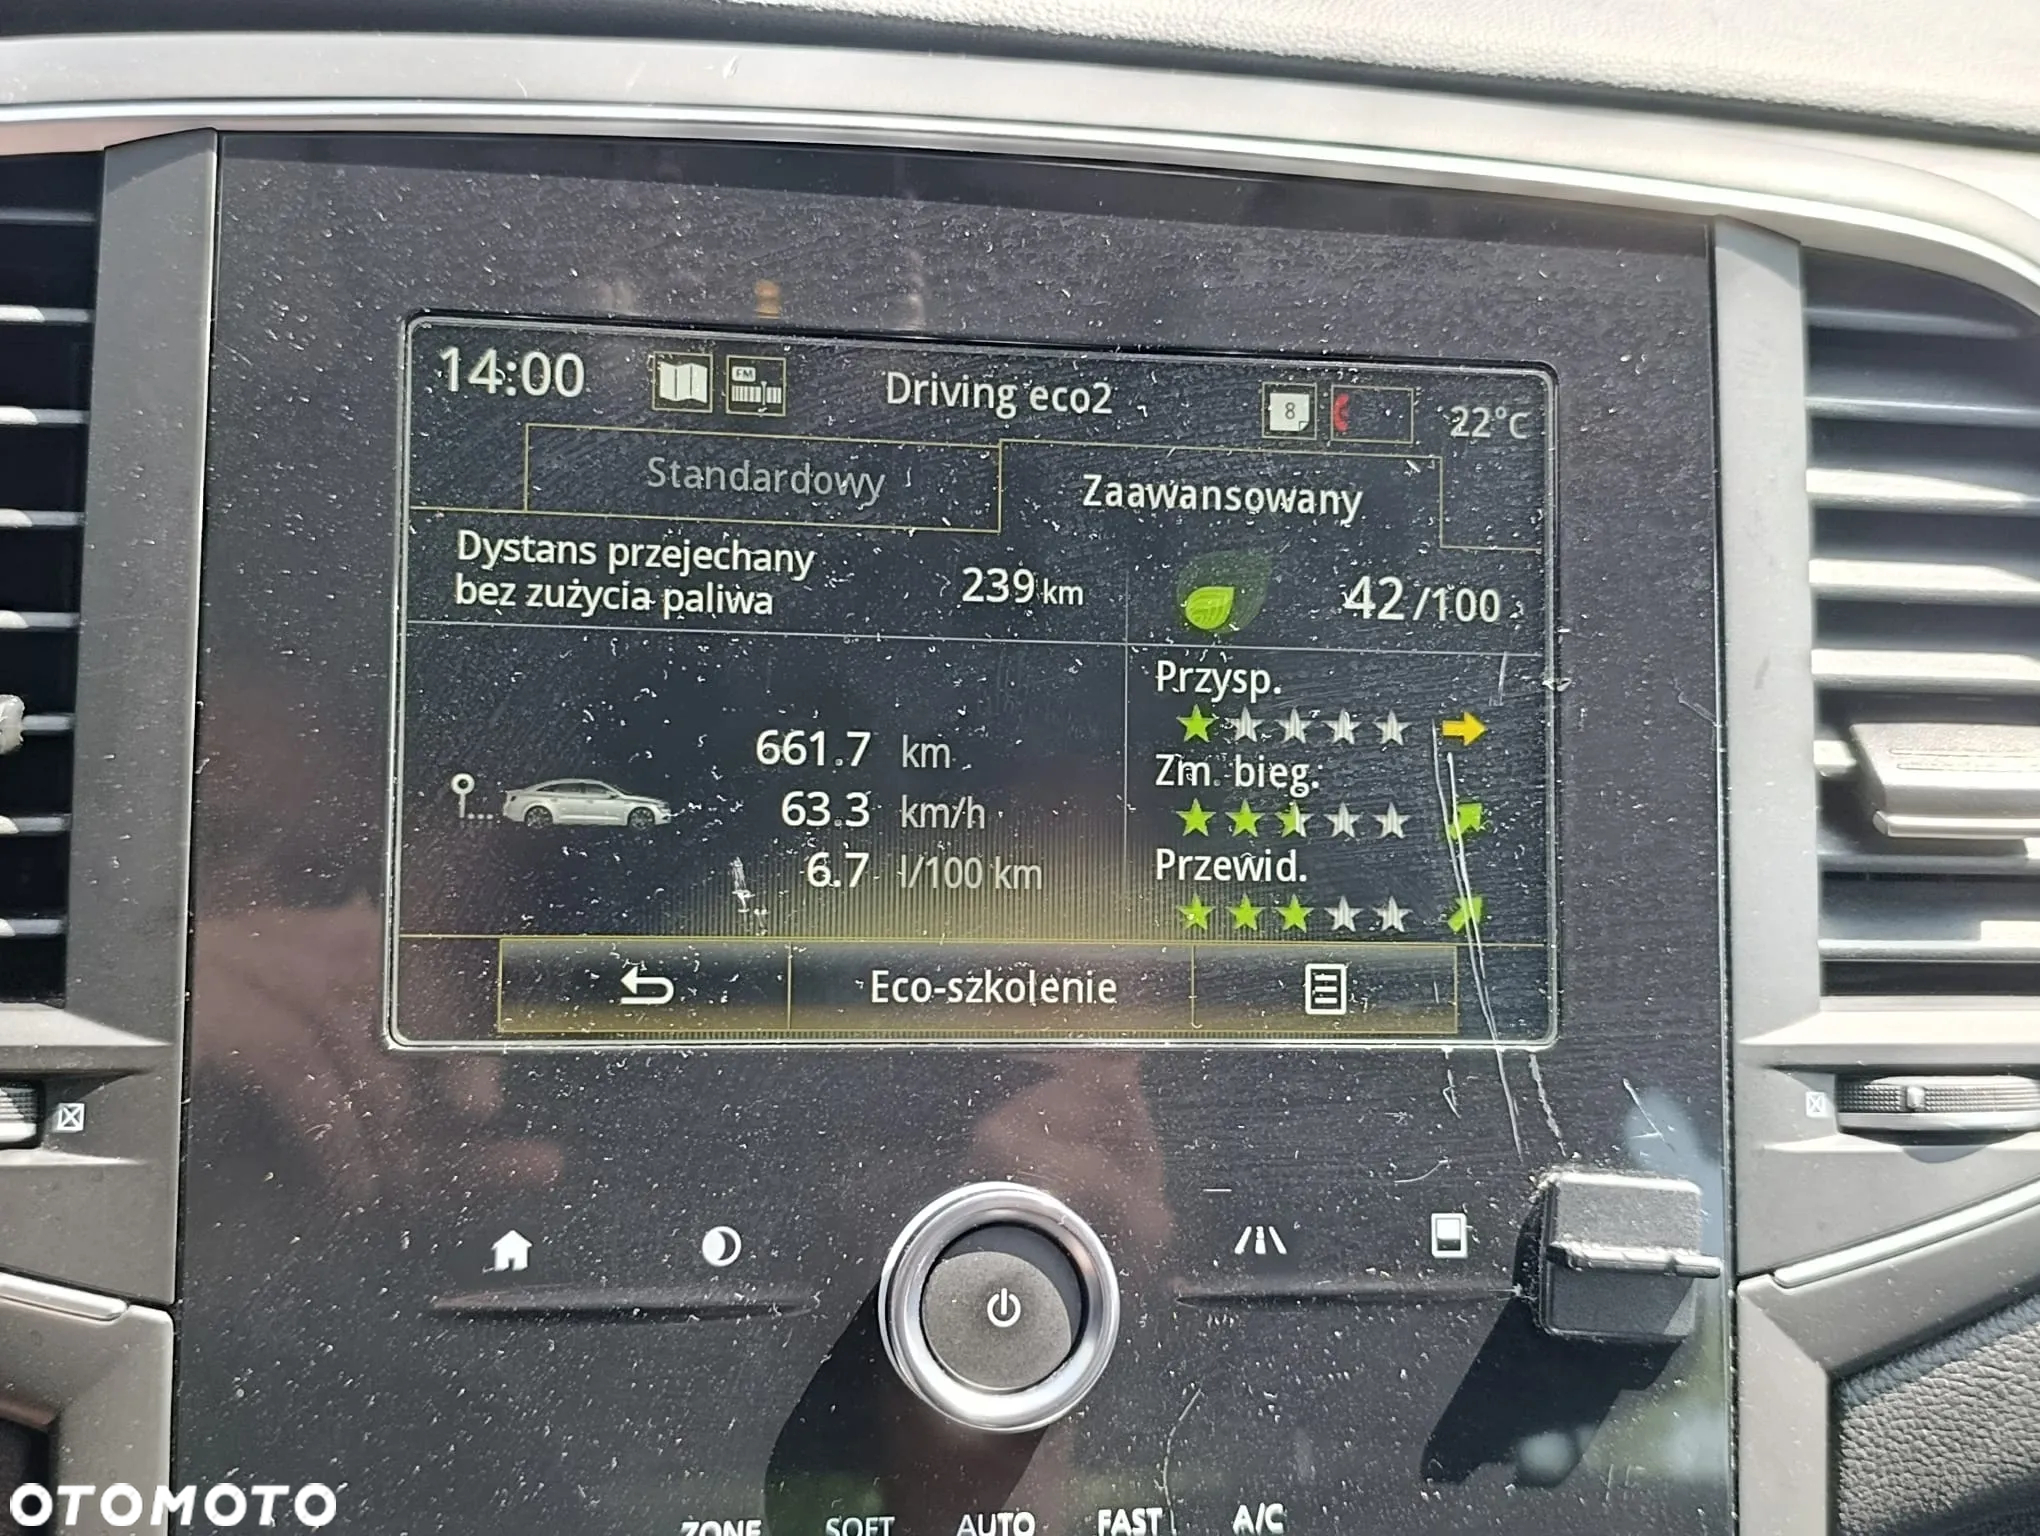 14:00
FM
Driving eco2
8
22°C
Standardowy
Zaawansowany
Dystans przejechany
bez zużycia paliwa
239 km
42/100
661.7 km
63.3 km/h
6.7 l/100 km
Przysp.
Zm. bieg.
Przewid.
Eco-szkolenie
ZONE SOFT AUTO FAST A/C
OTOMOTO